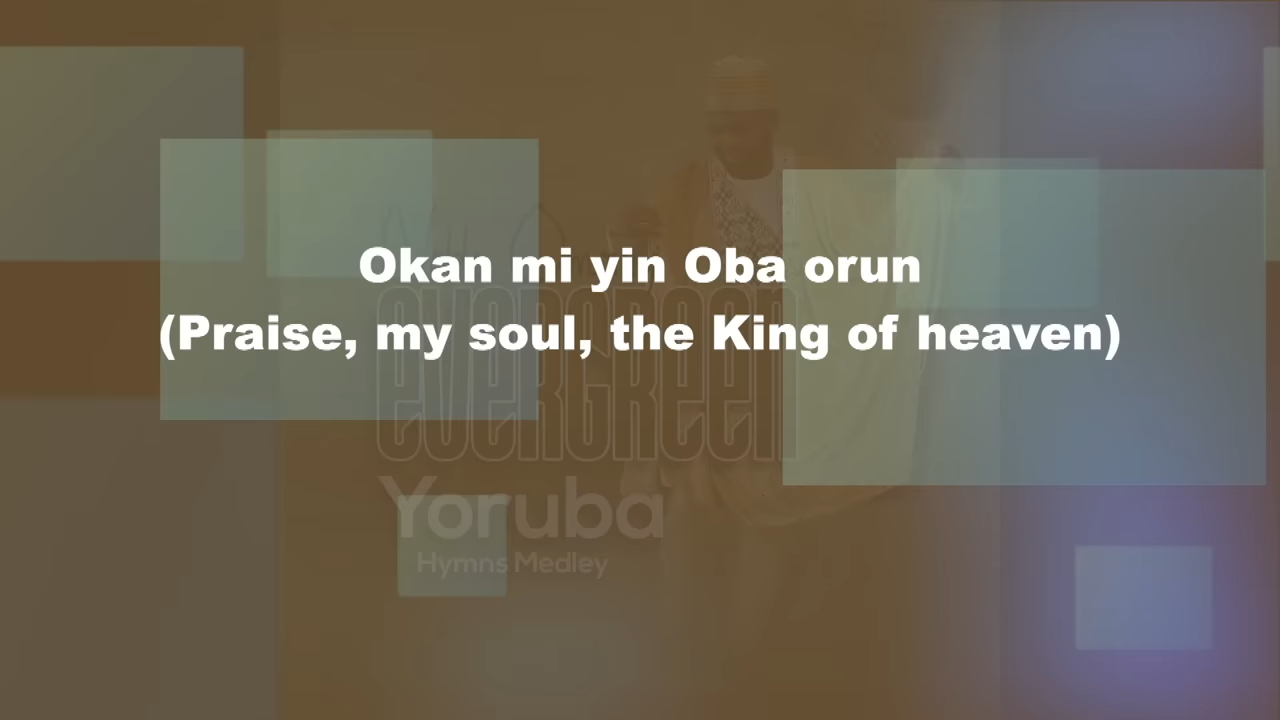 Okan mi yin Oba orun
(Praise, my soul, the King of heaven)
EVERGREEN
Yoruba
Hymns Medley